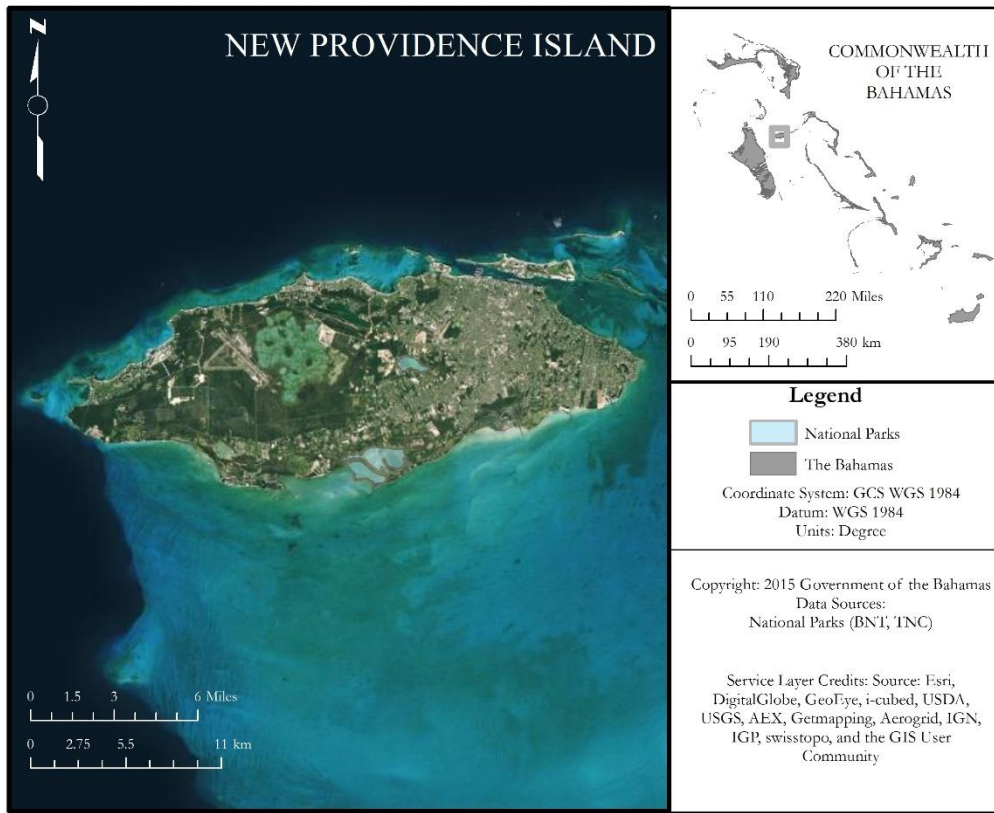 N
NEW PROVIDENCE ISLAND
0 1.5 3 6 Miles
0 2.75 5.5 11 km
COMMONWEALTH
OF THE
BAHAMAS
0 55 110 220 Miles
0 95 190 380 km
Legend
National Parks
The Bahamas
Coordinate System: GCS WGS 1984
Datum: WGS 1984
Units: Degree
Copyright: 2015 Government of the Bahamas
Data Sources:
National Parks (BNT, TNC)
Service Layer Credits: Source: Esri,
DigitalGlobe, GeoEye, i-cubed, USDA,
USGS, AEX, Getmapping, Aerogrid, IGN,
IGP, swisstopo, and the GIS User
Community